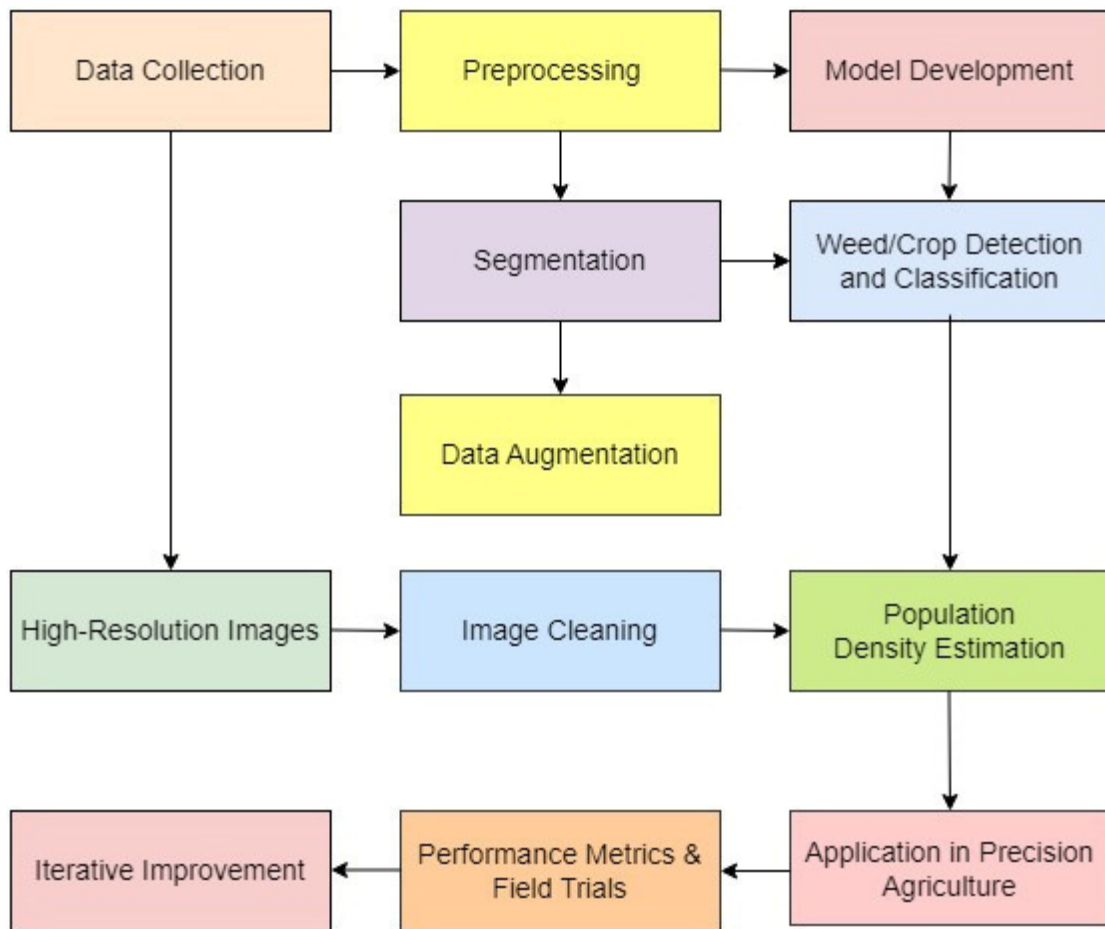 Data Collection
Preprocessing
Model Development
Segmentation
Weed/Crop Detection
and Classification
Data Augmentation
High-Resolution Images
Image Cleaning
Population
Density Estimation
Iterative Improvement
Performance Metrics &
Field Trials
Application in Precision
Agriculture